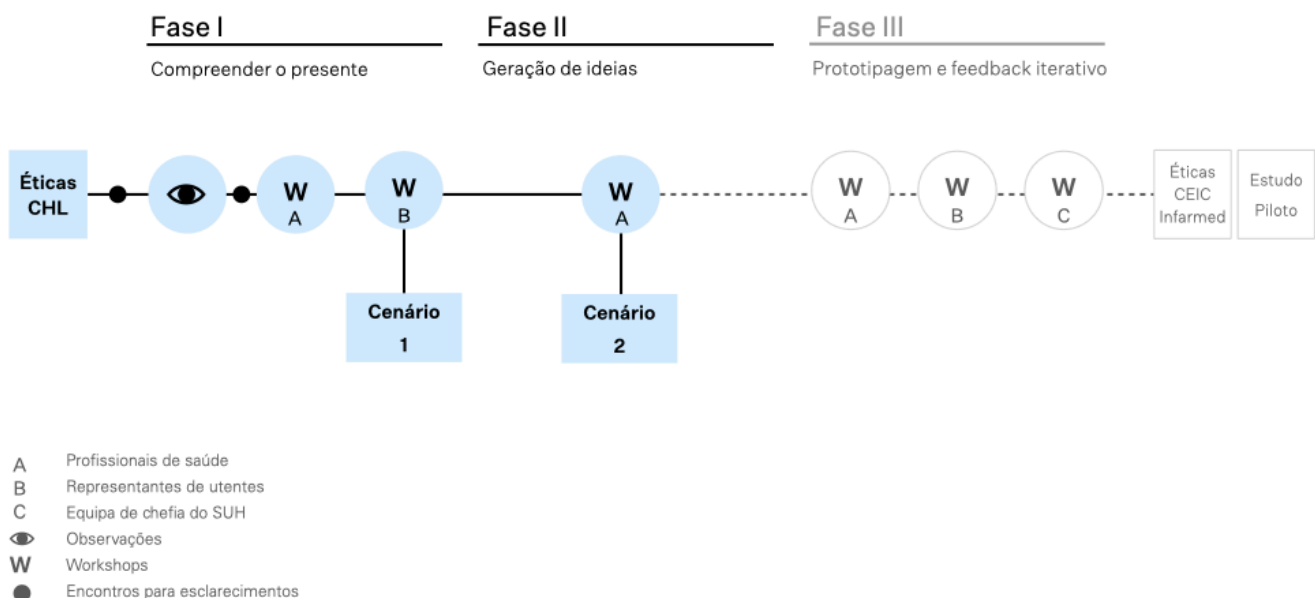 Fase I
Compreender o presente
Fase II
Geração de ideias
Fase III
Prototipagem e feedback iterativo
Éticas
CHL
W
A
W
B
W
A
W
A
W
B
W
C
Éticas
CEIC
Infarmed
Estudo
Piloto
Cenário
1
Cenário
2
A Profissionais de saúde
B Representantes de utentes
C Equipa de chefia do SUH
Observações
W Workshops
Encontros para esclarecimentos